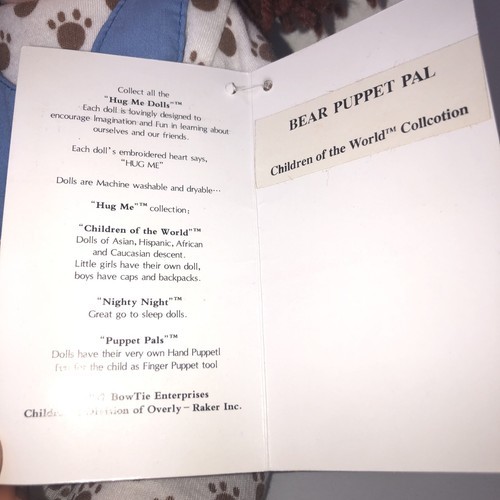 Collect all the
"Hug Me Dolls"™
Each doll is lovingly designed to
encourage Imagination and Fun in learning about
ourselves and our friends.
Each doll's embroidered heart says,
"HUG ME"
Dolls are Machine washable and dryable…
"Hug Me"™ collection:
"Children of the World"™
Dolls of Asian, Hispanic, African
and Caucasian descent.
Little girls have their own doll,
boys have caps and backpacks.
"Nighty Night"™
Great go to sleep dolls.
"Puppet Pals"™
Dolls have their very own Hand Puppet!
for the child as Finger Puppet too!
BowTie Enterprises
of Overly-Raker Inc.
BEAR PUPPET PAL
Children of the World™ Collcotion